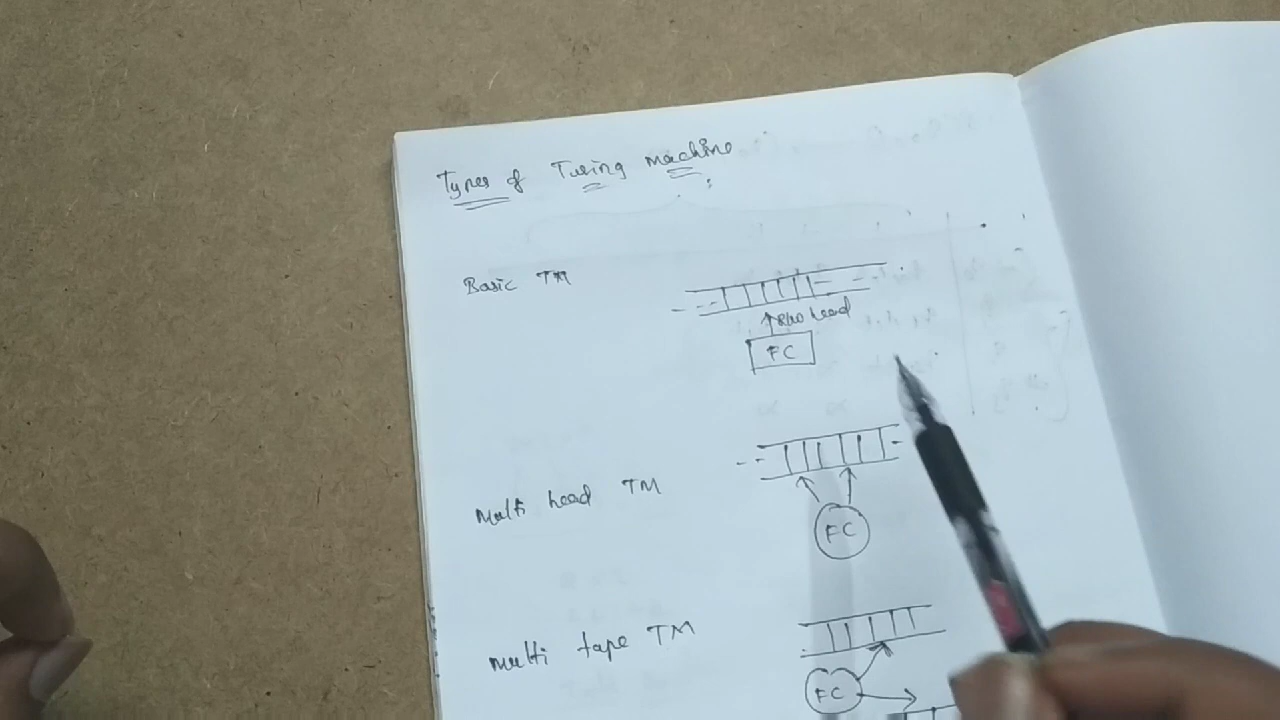 Types of Turing machine
Basic TM
R/W head
FC
Multi head TM
FC
Multi tape TM
FC